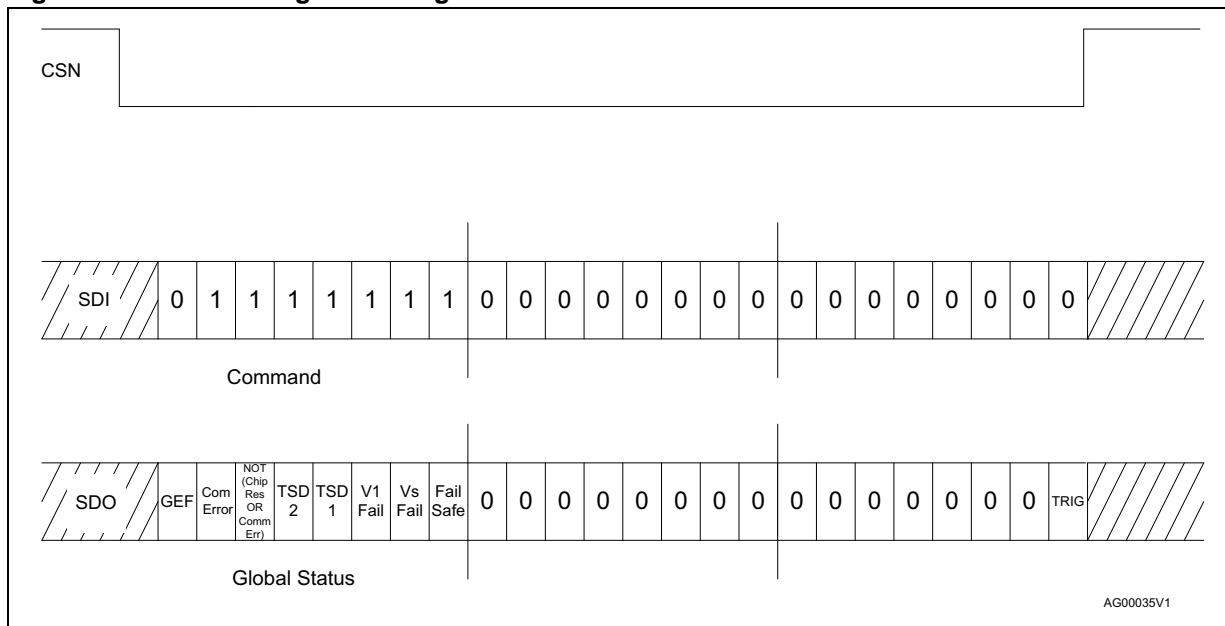 CSN
SDI 0 1 1 1 1 1 1 1 0 0 0 0 0 0 0 0 0 0 0 0 0 0 0 0
Command
SDO GEF Com Error NOT (Chip Res OR Comm Err) TSD 2 TSD 1 V1 Fail Vs Fail Fail Safe 0 0 0 0 0 0 0 0 0 0 0 0 0 0 0 TRIG
Global Status
AG00035V1